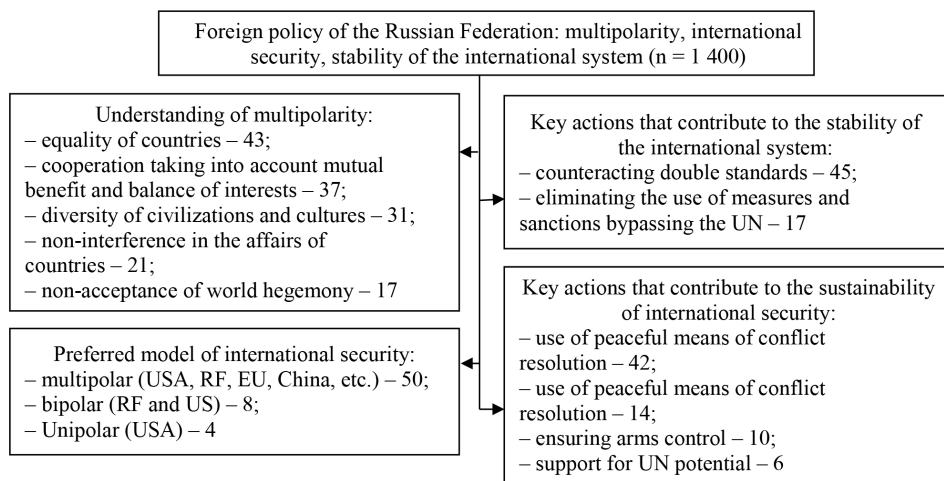 Foreign policy of the Russian Federation: multipolarity, international
security, stability of the international system (n = 1 400)
Understanding of multipolarity:
– equality of countries – 43;
– cooperation taking into account mutual
benefit and balance of interests – 37;
– diversity of civilizations and cultures – 31;
– non-interference in the affairs of
countries – 21;
– non-acceptance of world hegemony – 17
Preferred model of international security:
– multipolar (USA, RF, EU, China, etc.) – 50;
– bipolar (RF and US) – 8;
– Unipolar (USA) – 4
Key actions that contribute to the stability of
the international system:
– counteracting double standards – 45;
– eliminating the use of measures and
sanctions bypassing the UN – 17
Key actions that contribute to the sustainability
of international security:
– use of peaceful means of conflict
resolution – 42;
– use of peaceful means of conflict
resolution – 14;
– ensuring arms control – 10;
– support for UN potential – 6